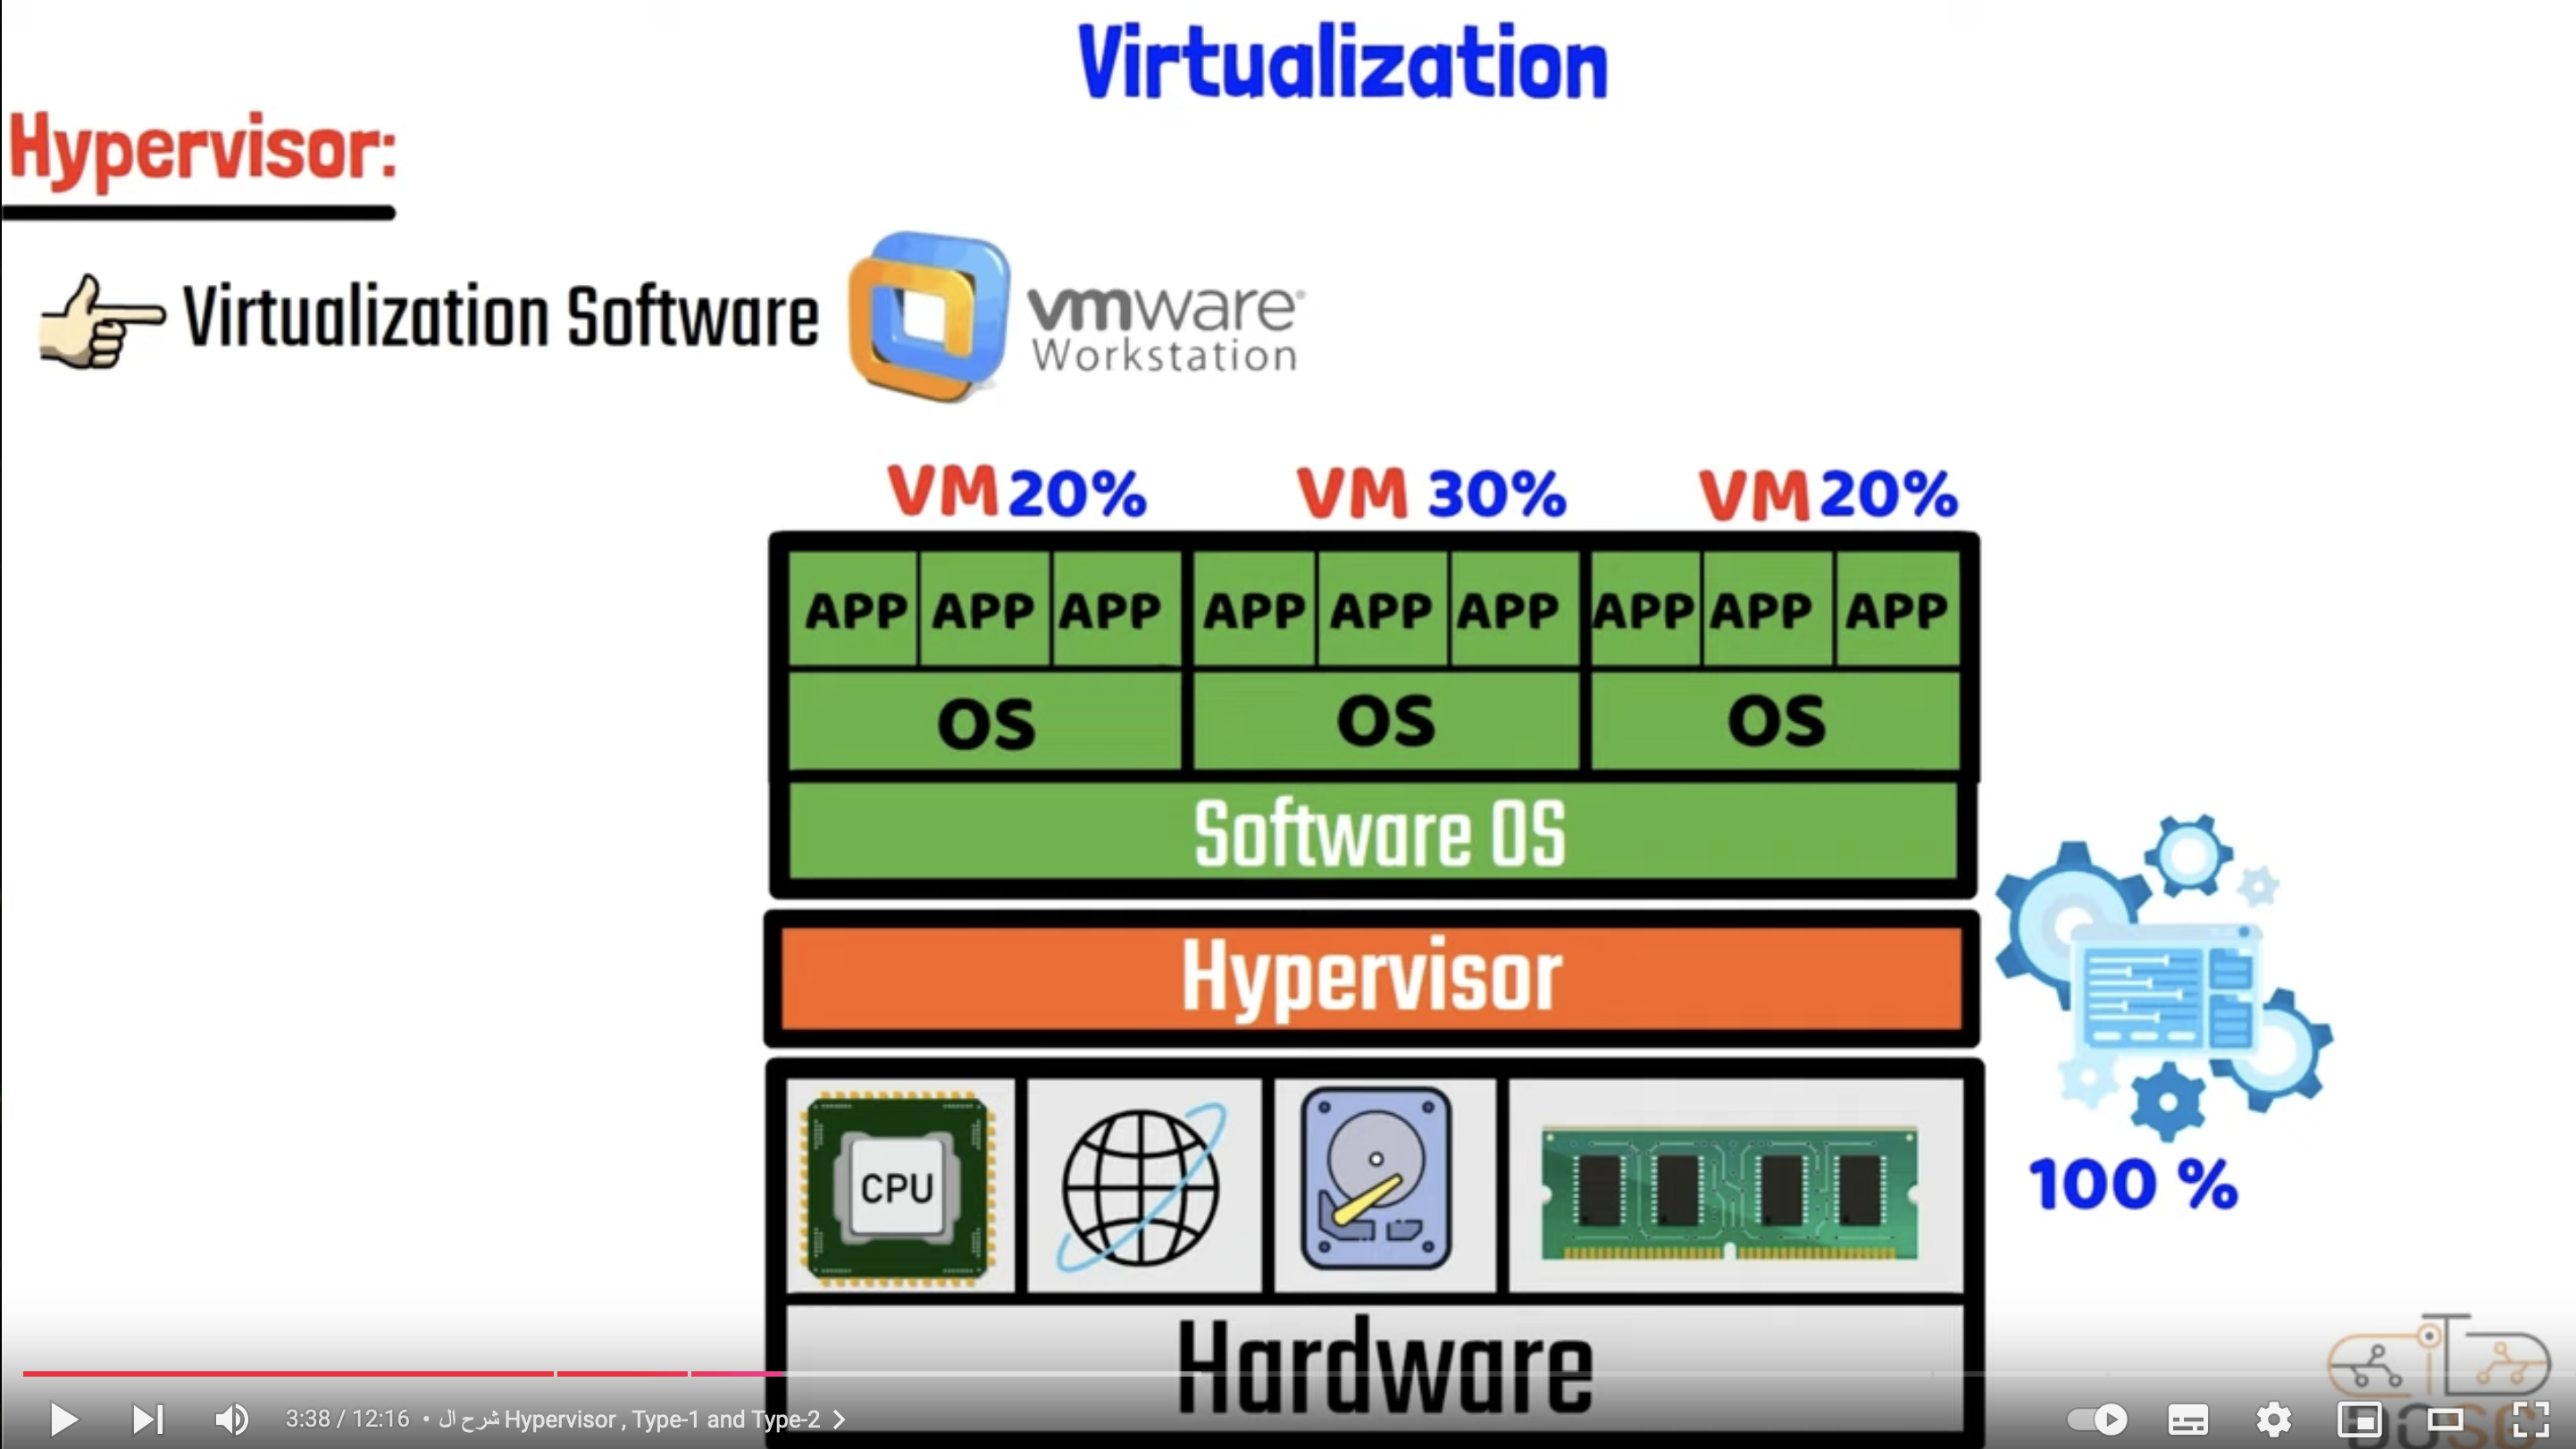 Virtualization
Hypervisor:
Virtualization Software
vmware®
Workstation
VM 20% VM 30% VM 20%
APP APP APP APP APP APP APP APP APP
OS OS OS
Software OS
Hypervisor
CPU
100 %
Hardware
3:38 / 12:16 • شرح ال Hypervisor , Type-1 and Type-2